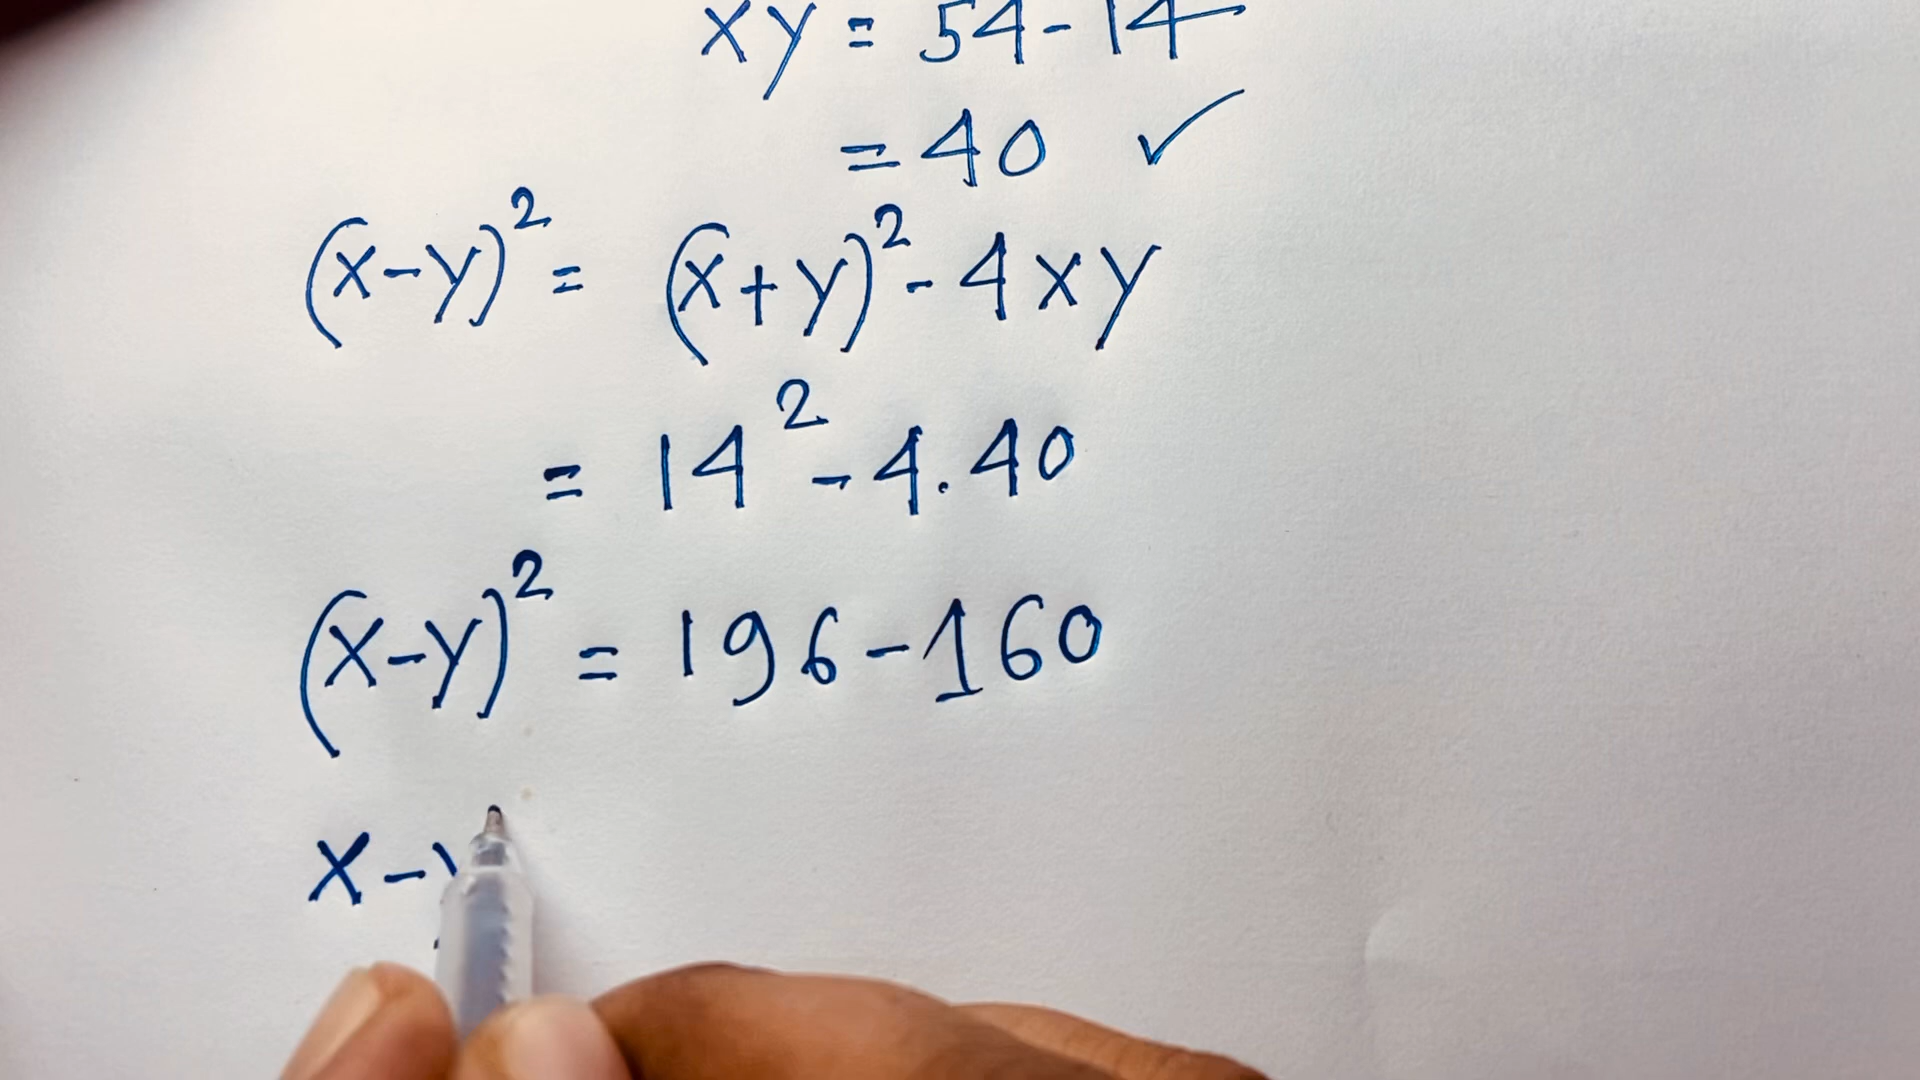 xy = 54-14
= 40 ✓
(x-y)² = (x+y)² - 4xy
= 14² - 4.40
(x-y)² = 196-160
x-y